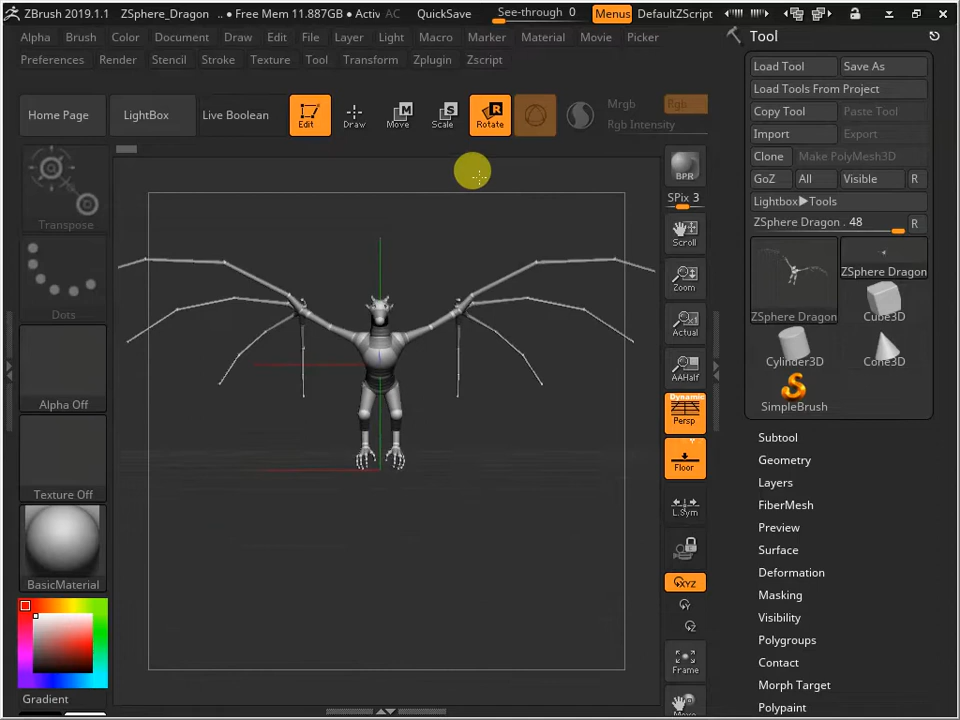 ZBrush 2019.1.1 ZSphere_Dragon .. ● Free Mem 11.887GB ● Activ AC QuickSave See-through 0 Menus DefaultZScript
Alpha Brush Color Document Draw Edit File Layer Light Macro Marker Material Movie Picker
Preferences Render Stencil Stroke Texture Tool Transform Zplugin Zscript
Home Page LightBox Live Boolean Edit Draw Move Scale R Rotate Mrgb Rgb
Rgb Intensity
Transpose
Dots
Alpha Off
Texture Off
BasicMaterial
Gradient
BPR
SPix 3
Scroll
Zoom
Actual
AAHalf
Dynamic
Persp
Floor
L.Sym
XYZ
Y
Z
Frame
Move
Tool
Load Tool Save As
Load Tools From Project
Copy Tool Paste Tool
Import Export
Clone Make PolyMesh3D
GoZ All Visible R
Lightbox▶Tools
ZSphere Dragon. 48 R
ZSphere Dragon
ZSphere Dragon Cube3D
Cylinder3D Cone3D
SimpleBrush
Subtool
Geometry
Layers
FiberMesh
Preview
Surface
Deformation
Masking
Visibility
Polygroups
Contact
Morph Target
Polypaint